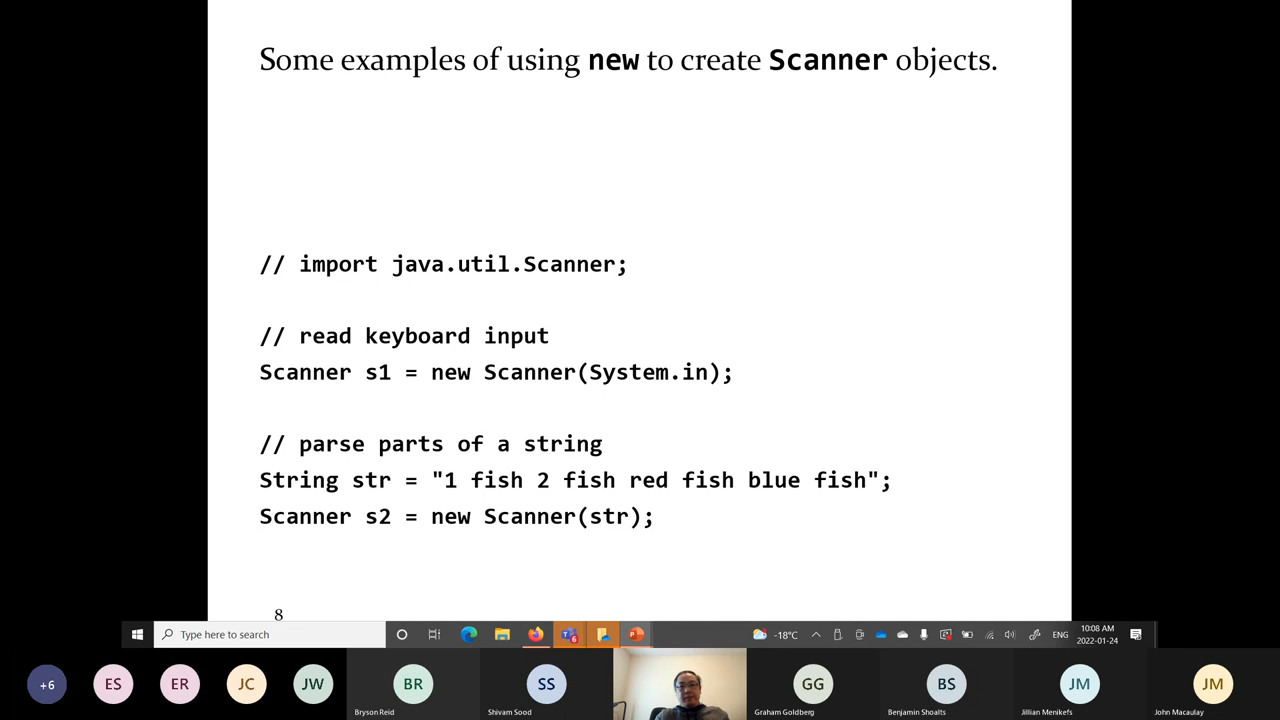 Some examples of using new to create Scanner objects.
// import java.util.Scanner;
// read keyboard input
Scanner s1 = new Scanner(System.in);
// parse parts of a string
String str = "1 fish 2 fish red fish blue fish";
Scanner s2 = new Scanner(str);
8
Type here to search
6
-18°C
ENG
10:08 AM
2022-01-24
+6
ES
ER
JC
JW
BR
SS
GG
BS
JM
JM
Bryson Reid
Shivam Sood
Graham Goldberg
Benjamin Shoalts
Jillian Menikefs
John Macaulay